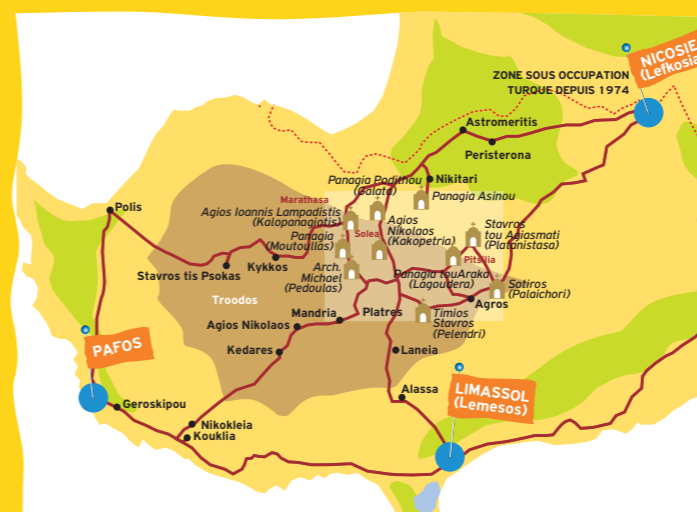 NICOSIE
(Lefkosia
ZONE SOUS OCCUPATION
TURQUE DEPUIS 1974
Astromeritis
Peristerona
Panagia Podithou
(Galata)
Nikitari
Panagia Asinou
Marathasa
Polis
Agios Ioannis Lampadistis
(Kalopanagiatis)
Agios
Nikolaos
(Kakopetria)
Stavros
tou Agiasmati
(Platanistasa)
Solea
Panagia
(Moutoullas)
Pitsilia
Stavros tis Psokas
Kykkos
Arch.
Michael
(Pedoulas)
Panagia touAraka
(Lagoudera)
Sotiros
(Palaichori)
Troodos
Agros
Mandria
Platres
Timios
Stavros
(Pelendri)
Agios Nikolaos
Kedares
Laneia
PAFOS
Alassa
LIMASSOL
(Lemesos)
Geroskipou
Nikokleia
Kouklia